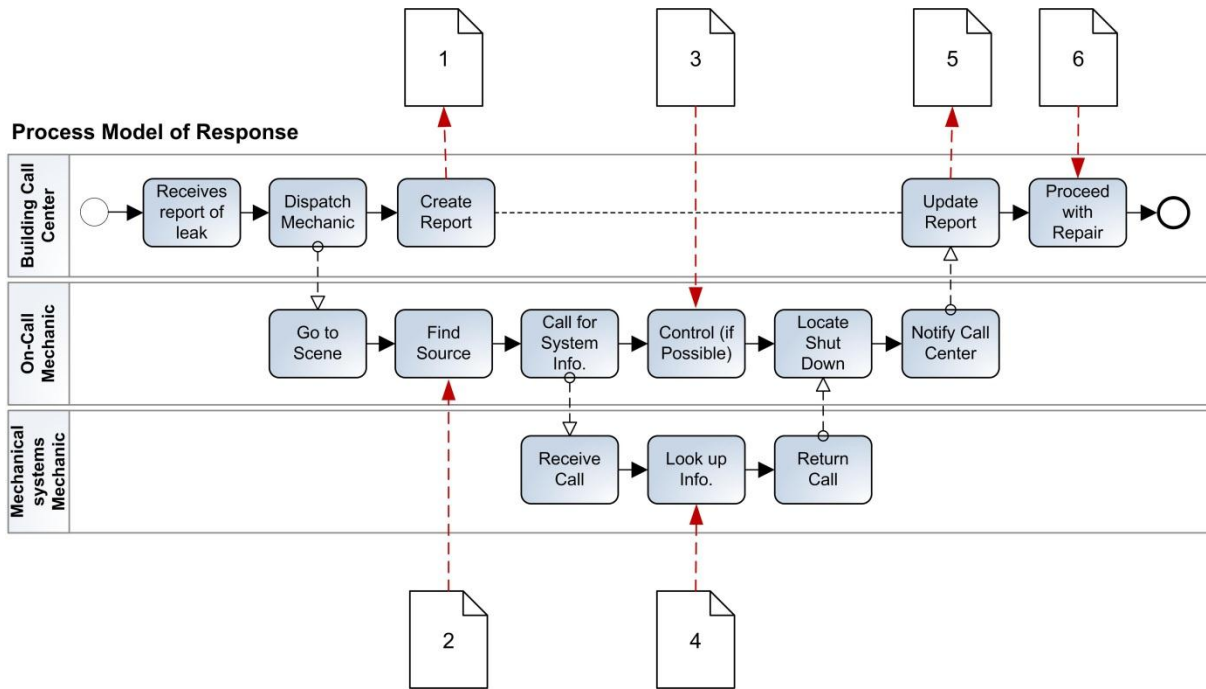 1
3
5
6
Process Model of Response
Building Call
Center
Receives
report of
leak
Dispatch
Mechanic
Create
Report
Update
Report
Proceed
with
Repair
On-Call
Mechanic
Go to
Scene
Find
Source
Call for
System
Info.
Control (if
Possible)
Locate
Shut
Down
Notify Call
Center
Mechanical
systems
Mechanic
Receive
Call
Look up
Info.
Return
Call
2
4